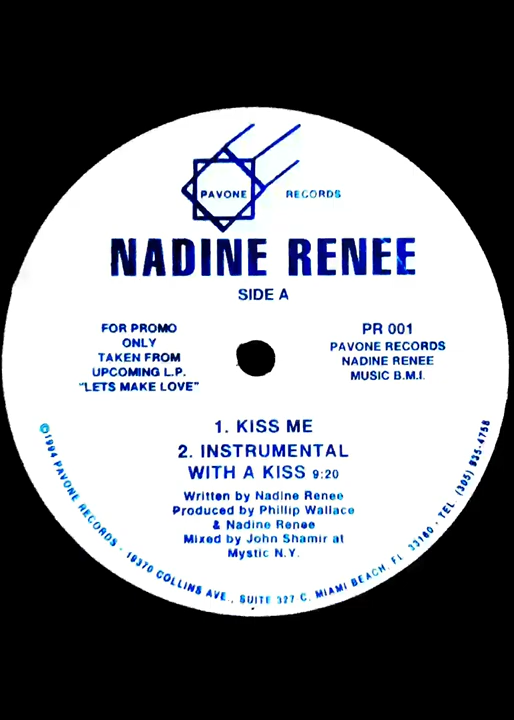 PAVONE RECORDS
NADINE RENEE
SIDE A
FOR PROMO
ONLY
TAKEN FROM
UPCOMING L.P.
"LETS MAKE LOVE"
PR 001
PAVONE RECORDS
NADINE RENEE
MUSIC B.M.I.
1. KISS ME
2. INSTRUMENTAL
WITH A KISS 9:20
Written by Nadine Renee
Produced by Phillip Wallace
& Nadine Renee
Mixed by John Shamir at
Mystic N.Y.
©1994 PAVONE RECORDS - 19370 COLLINS AVE., SUITE 327 C, MIAMI BEACH, FL. 33160 - TEL. (305) 935-4758